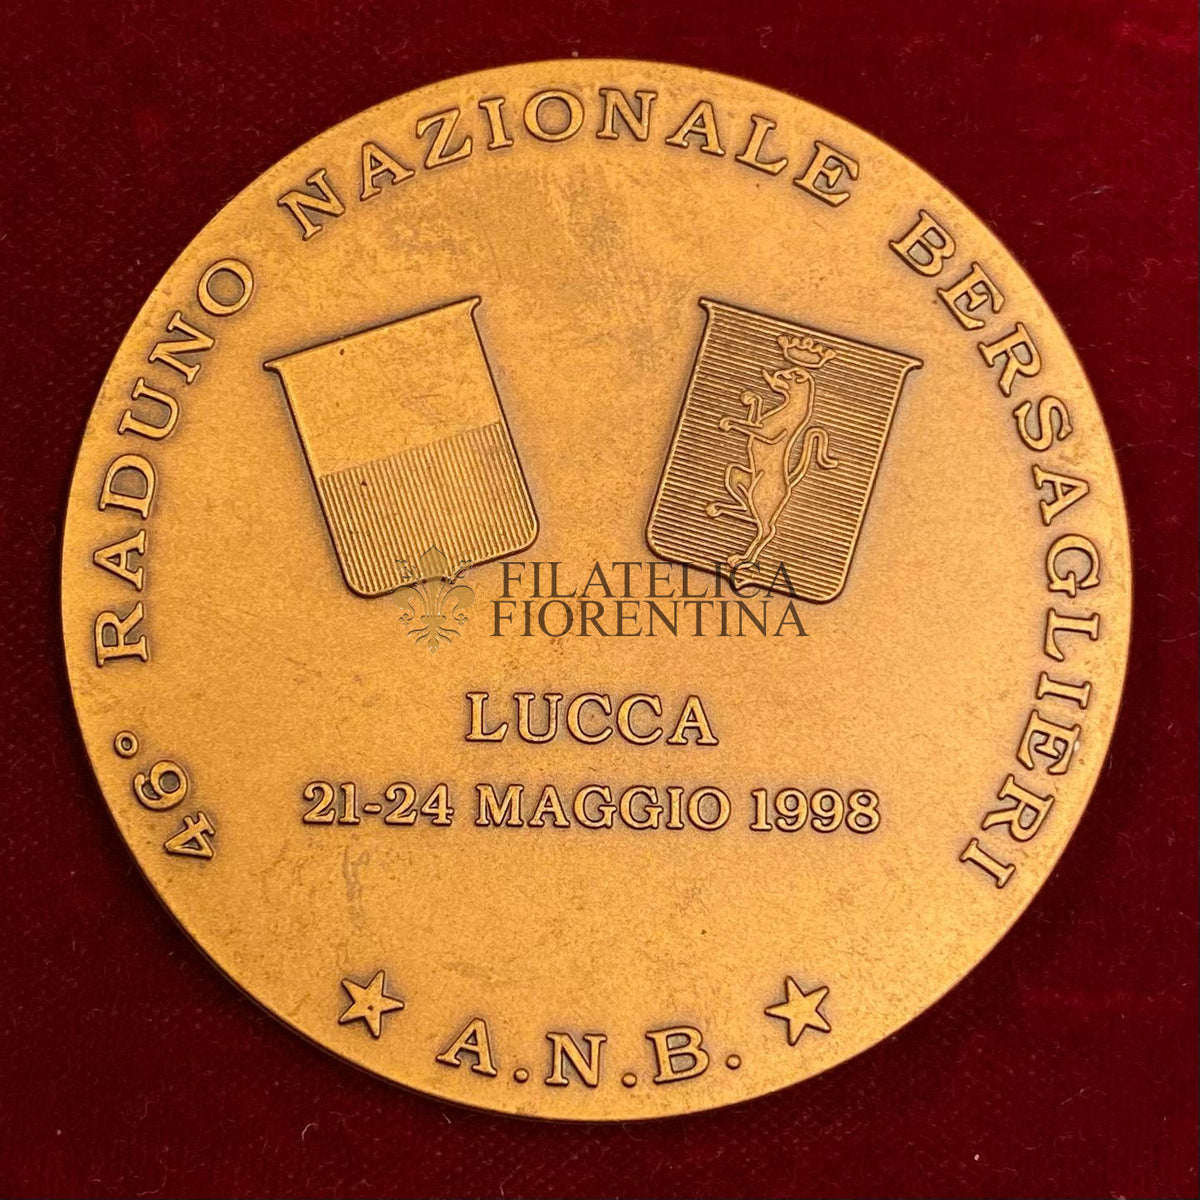 46° RADUNO NAZIONALE BERSAGLIERI
FILATELICA
FIORENTINA
LUCCA
21-24 MAGGIO 1998
A.N.B.